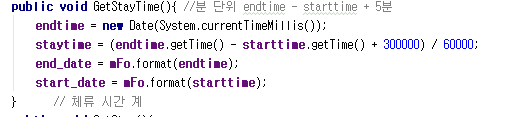 public void GetStayTime(){ //분 단위 endtime - starttime + 5분
endtime = new Date(System.currentTimeMillis());
staytime = (endtime.getTime() - starttime.getTime() + 300000) / 60000;
end_date = mFo.format(endtime);
start_date = mFo.format(starttime);
} // 체류 시간 계